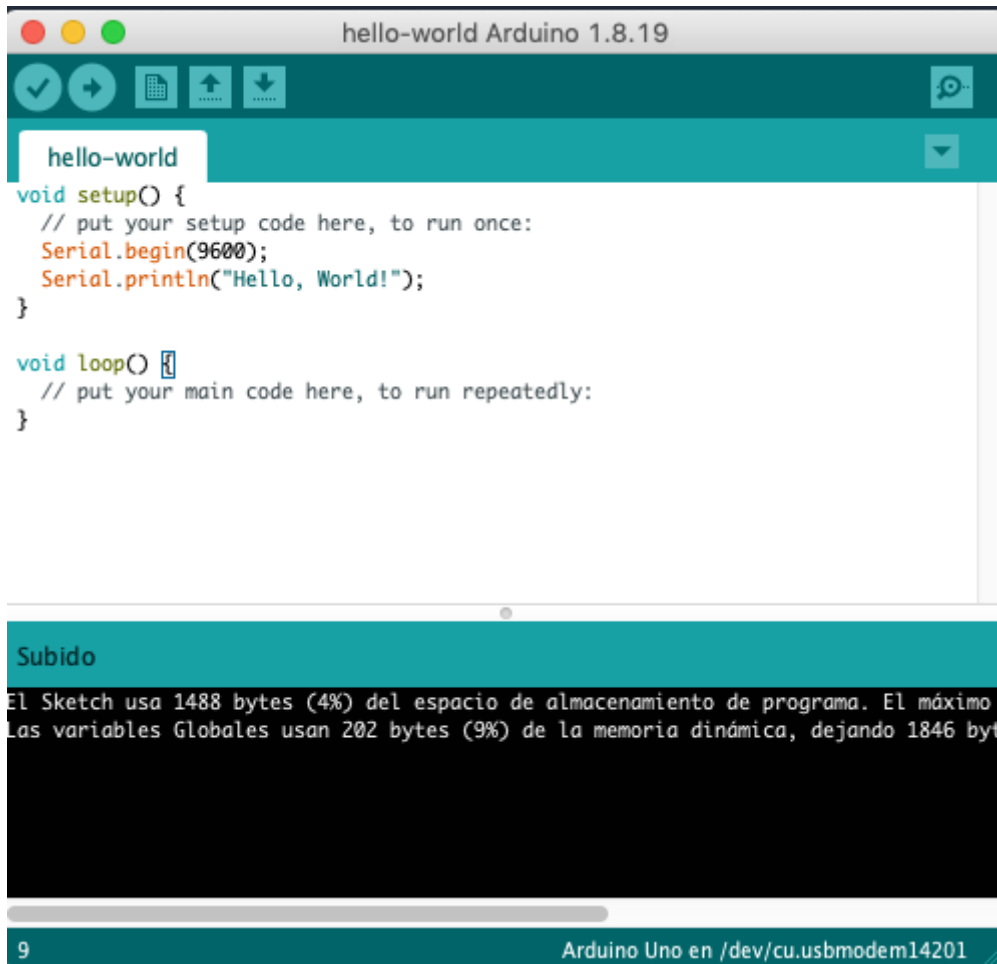 hello-world Arduino 1.8.19
hello-world
void setup() {
  // put your setup code here, to run once:
  Serial.begin(9600);
  Serial.println("Hello, World!");
}
void loop() {
  // put your main code here, to run repeatedly:
}
Subido
El Sketch usa 1488 bytes (4%) del espacio de almacenamiento de programa. El máximo
Las variables Globales usan 202 bytes (9%) de la memoria dinámica, dejando 1846 byt
9
Arduino Uno en /dev/cu.usbmodem14201